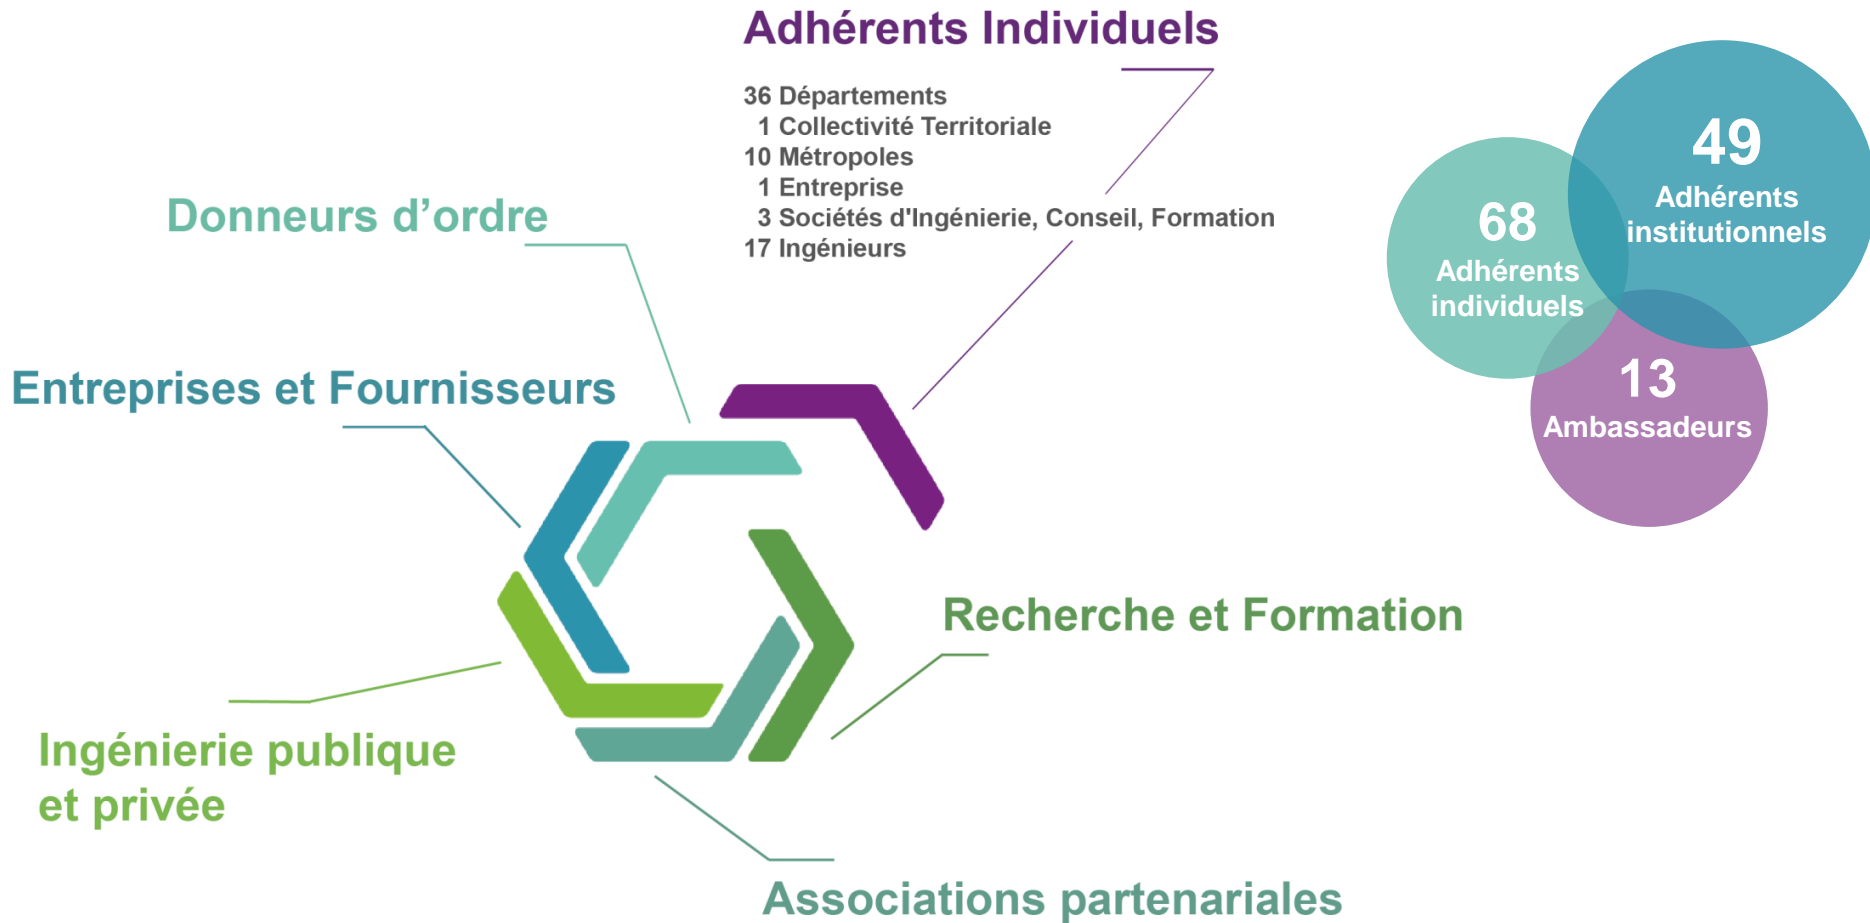 Adhérents Individuels
36 Départements
1 Collectivité Territoriale
10 Métropoles
1 Entreprise
3 Sociétés d'Ingénierie, Conseil, Formation
17 Ingénieurs
49
Adhérents
institutionnels
68
Adhérents
individuels
13
Ambassadeurs
Donneurs d’ordre
Entreprises et Fournisseurs
Recherche et Formation
Ingénierie publique
et privée
Associations partenariales